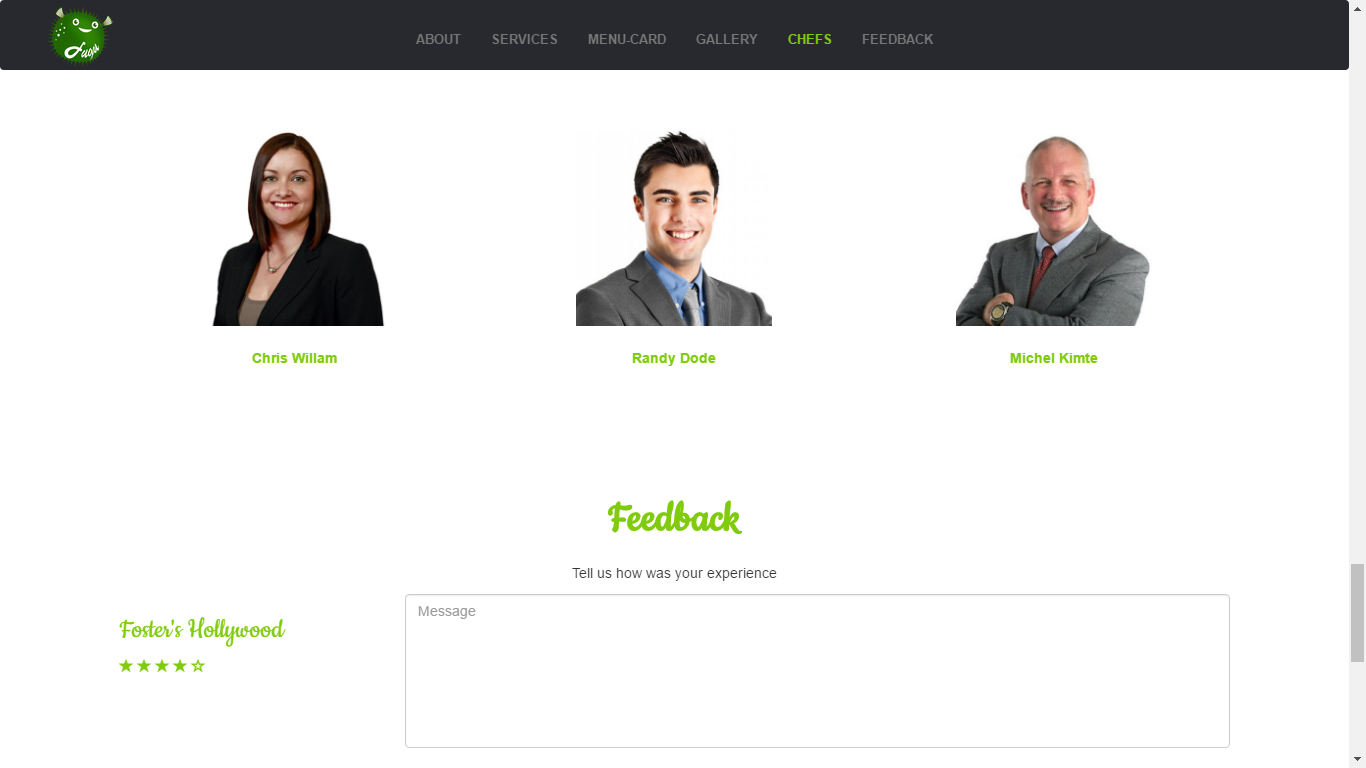 Fugu
ABOUT SERVICES MENU-CARD GALLERY CHEFS FEEDBACK
Chris Willam Randy Dode Michel Kimte
Feedback
Tell us how was your experience
Message
Foster's Hollywood